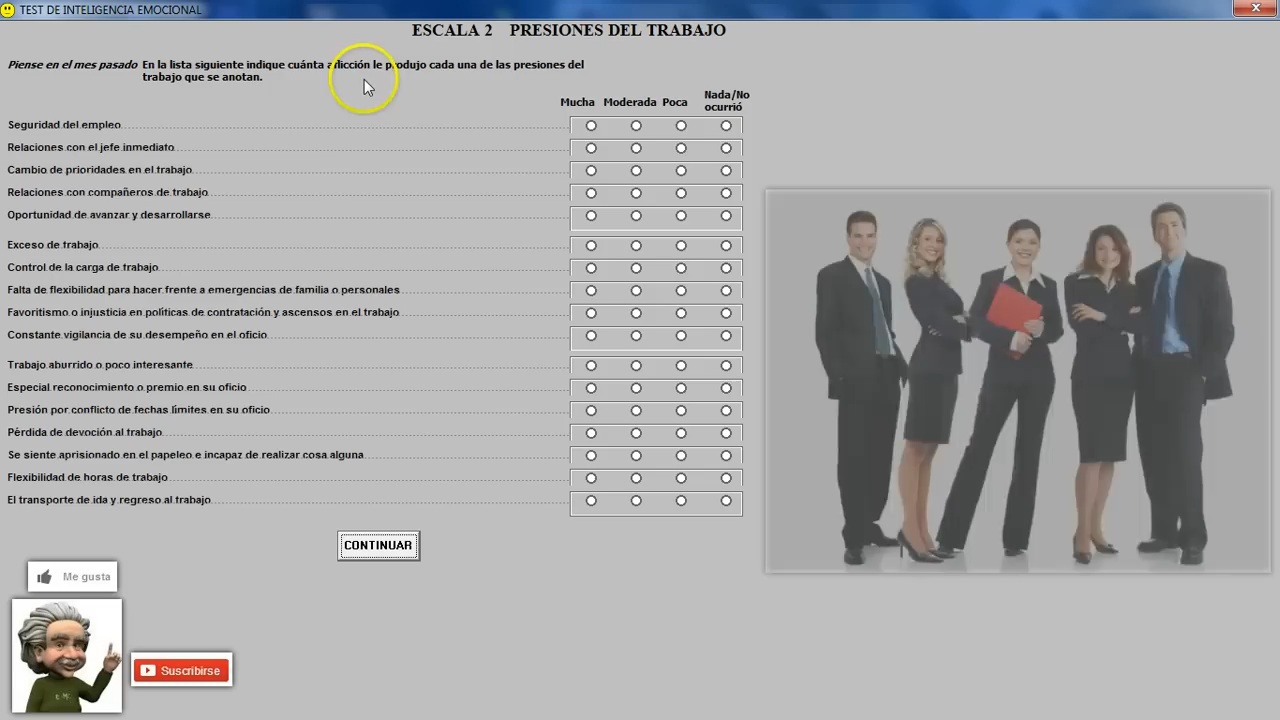 TEST DE INTELIGENCIA EMOCIONAL
ESCALA 2 PRESIONES DEL TRABAJO
Piense en el mes pasado En la lista siguiente indique cuánta aflicción le produjo cada una de las presiones del
trabajo que se anotan.
Mucha Moderada Poca Nada/No
ocurrió
Seguridad del empleo
Relaciones con el jefe inmediato
Cambio de prioridades en el trabajo
Relaciones con compañeros de trabajo
Oportunidad de avanzar y desarrollarse
Exceso de trabajo
Control de la carga de trabajo
Falta de flexibilidad para hacer frente a emergencias de familia o personales
Favoritismo o injusticia en políticas de contratación y ascensos en el trabajo
Constante vigilancia de su desempeño en el oficio
Trabajo aburrido o poco interesante
Especial reconocimiento o premio en su oficio
Presión por conflicto de fechas límites en su oficio
Pérdida de devoción al trabajo
Se siente aprisionado en el papeleo e incapaz de realizar cosa alguna
Flexibilidad de horas de trabajo
El transporte de ida y regreso al trabajo
CONTINUAR
Me gusta
Suscribirse